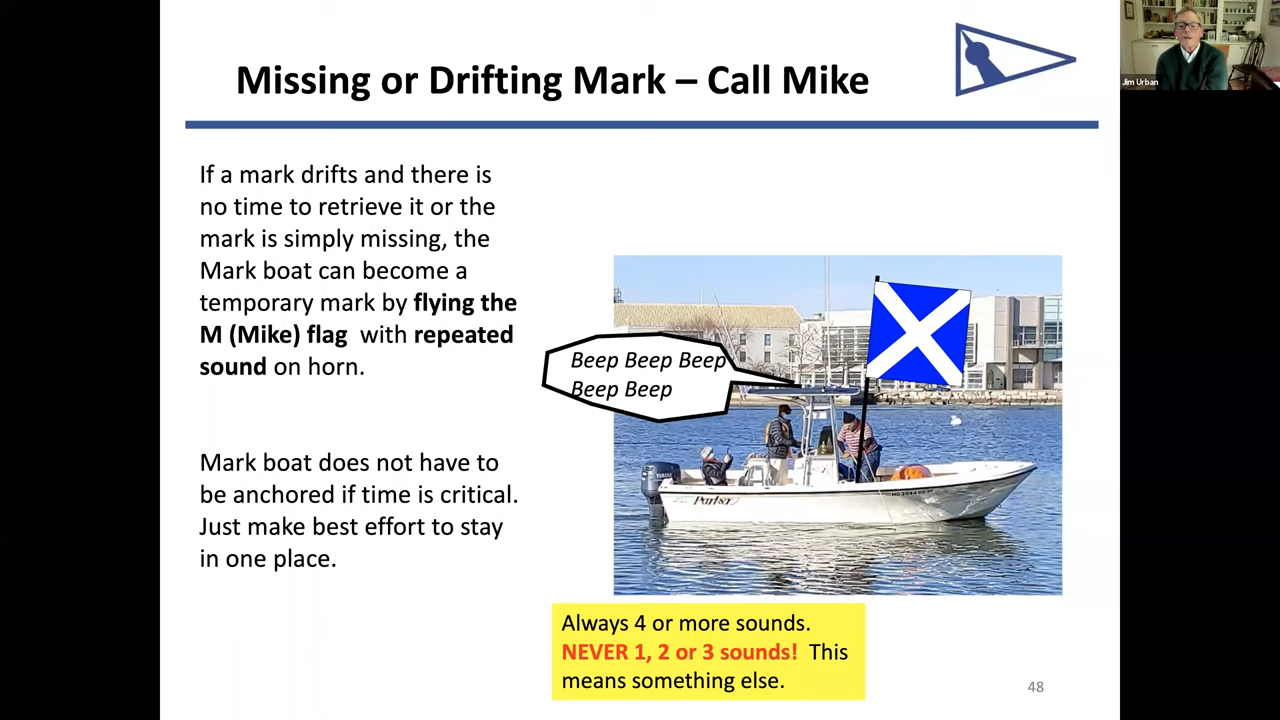 Missing or Drifting Mark – Call Mike
Jim Urban
If a mark drifts and there is
no time to retrieve it or the
mark is simply missing, the
Mark boat can become a
temporary mark by flying the
M (Mike) flag with repeated
sound on horn.
Beep Beep Beep
Beep Beep
Mark boat does not have to
be anchored if time is critical.
Just make best effort to stay
in one place.
YAMAHA
Parker
Always 4 or more sounds.
NEVER 1, 2 or 3 sounds! This
means something else.
48